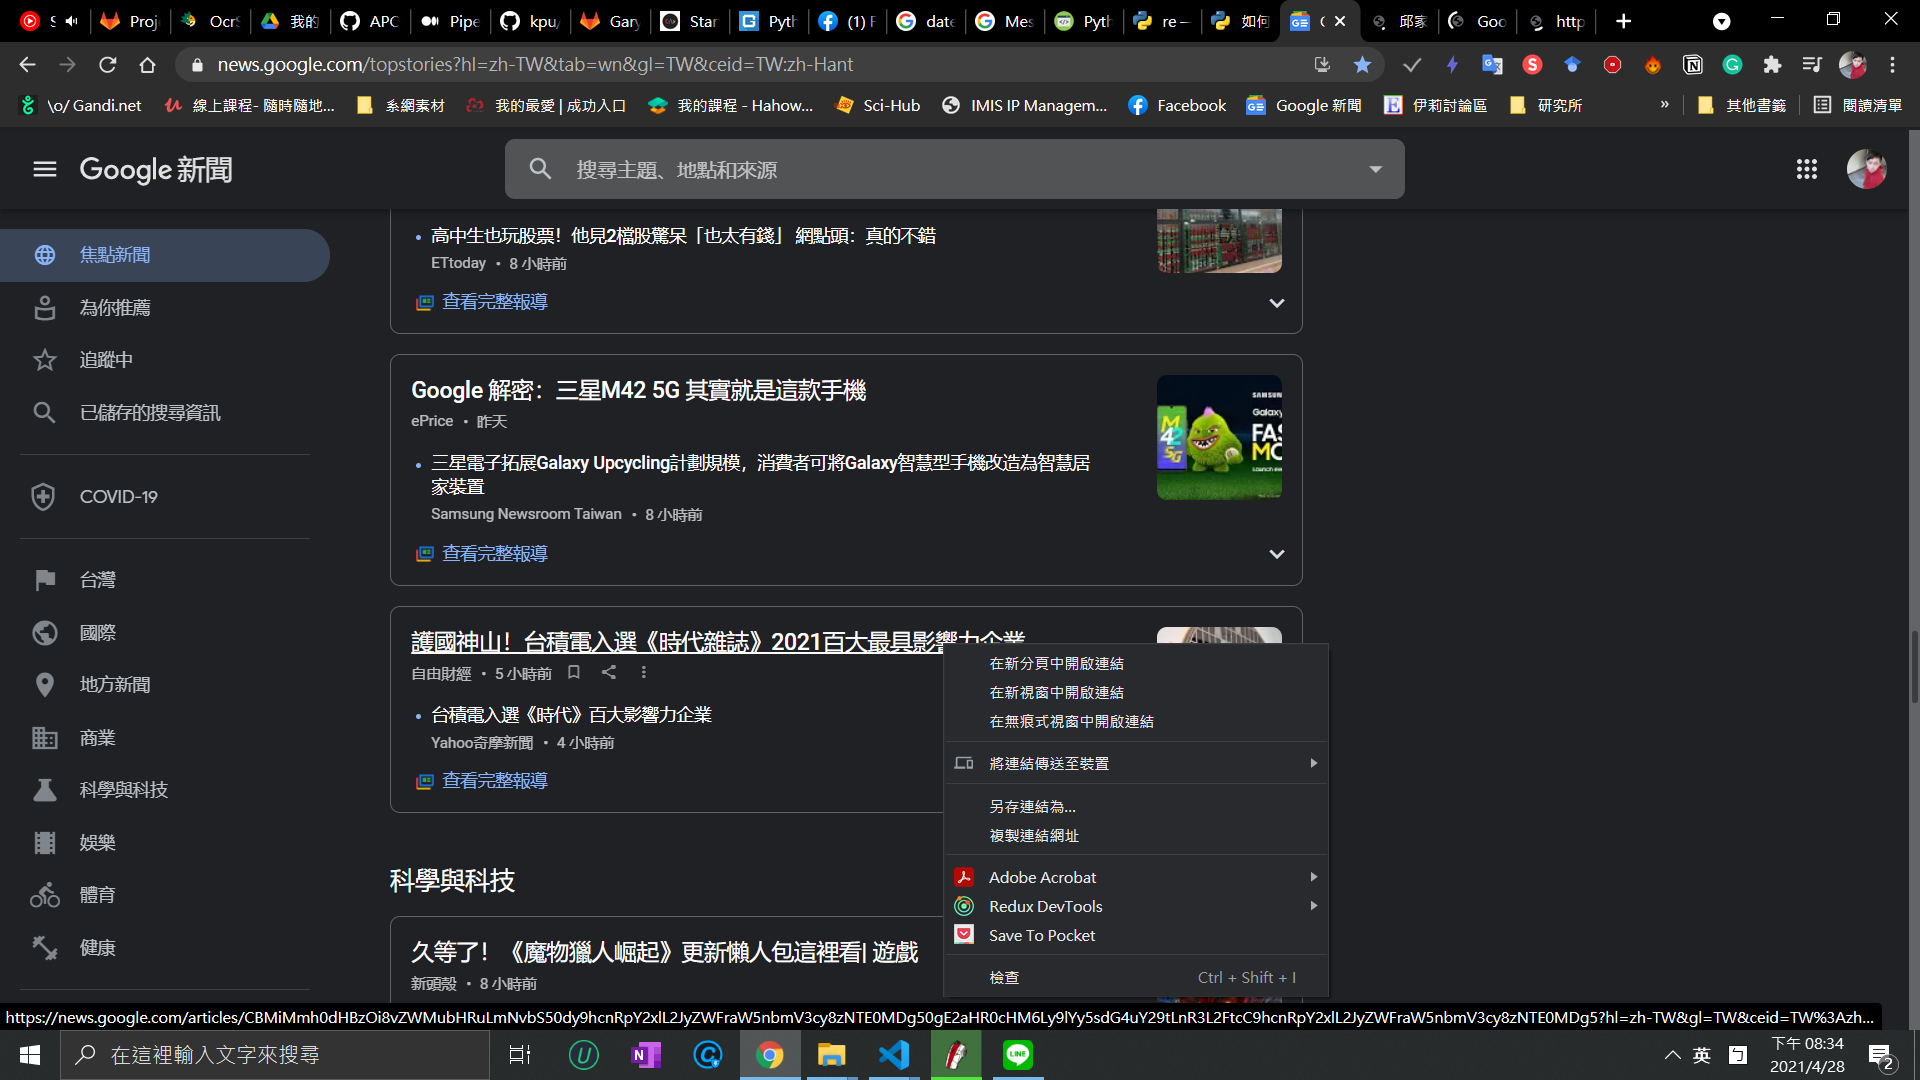 S
Proj
OcrS
我的
APC
Pipe
kpu/
Gary
Star
Pyth
(1) F
date
Mes
Pyth
re —
如何
G
邱家
Goo
http
news.google.com/topstories?hl=zh-TW&tab=wn&gl=TW&ceid=TW:zh-Hant
\o/ Gandi.net
線上課程- 隨時隨地...
系網素材
我的最愛 | 成功入口
我的課程 - Hahow...
Sci-Hub
IMIS IP Managem...
Facebook
Google 新聞
伊莉討論區
研究所
»
其他書籤
閱讀清單
Google 新聞
搜尋主題、地點和來源
焦點新聞
為你推薦
追蹤中
已儲存的搜尋資訊
COVID-19
台灣
國際
地方新聞
商業
科學與科技
娛樂
體育
健康
高中生也玩股票！他見2檔股驚呆「也太有錢」 網點頭：真的不錯
ETtoday • 8 小時前
查看完整報導
Google 解密：三星M42 5G 其實就是這款手機
ePrice • 昨天
三星電子拓展Galaxy Upcycling計劃規模，消費者可將Galaxy智慧型手機改造為智慧居
家裝置
Samsung Newsroom Taiwan • 8 小時前
查看完整報導
SAMSUNG
Galaxy
M42
5G
FAS
MO
護國神山！台積電入選《時代雜誌》2021百大最具影響力企業
自由財經 • 5 小時前
台積電入選《時代》百大影響力企業
Yahoo奇摩新聞 • 4 小時前
查看完整報導
科學與科技
久等了！《魔物獵人崛起》更新懶人包這裡看| 遊戲
新頭殼 • 8 小時前
在新分頁中開啟連結
在新視窗中開啟連結
在無痕式視窗中開啟連結
將連結傳送至裝置
另存連結為...
複製連結網址
Adobe Acrobat
Redux DevTools
Save To Pocket
檢查 Ctrl + Shift + I
https://news.google.com/articles/CBMiMmh0dHBzOi8vZWMubHRuLmNvbS50dy9hcnRpY2xlL2JyZWFraW5nbmV3cy8zNTE0MDg50gE2aHR0cHM6Ly9lYy5sdG4uY29tLnR3L2FtcC9hcnRpY2xlL2JyZWFraW5nbmV3cy8zNTE0MDg5?hl=zh-TW&gl=TW&ceid=TW%3Azh...
在這裡輸入文字來搜尋
英
下午 08:34
2021/4/28
2